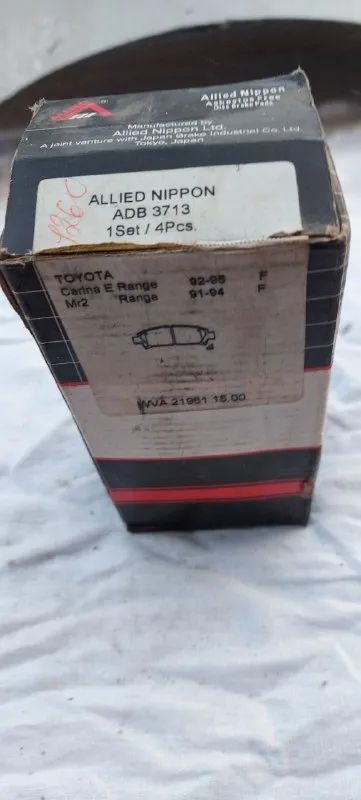 Allied Nippon
Asbestos Free
Disc Brake Pads
Manufactured by
Allied Nippon Ltd.
A joint venture with Japan Brake Industrial Co. Ltd.
Tokyo, Japan
ALLIED NIPPON
ADB 3713
1Set / 4Pcs.
TOYOTA
Carina E Range 92-95 F
Mr2 Range 91-94 F
WVA 21951 15.00